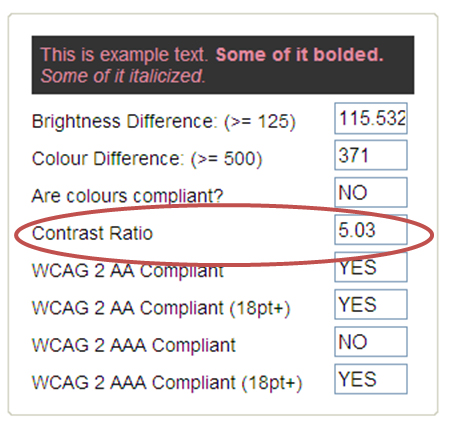 This is example text. Some of it bolded.
Some of it italicized.
Brightness Difference: (>= 125) 115.532
Colour Difference: (>= 500) 371
Are colours compliant? NO
Contrast Ratio 5.03
WCAG 2 AA Compliant YES
WCAG 2 AA Compliant (18pt+) YES
WCAG 2 AAA Compliant NO
WCAG 2 AAA Compliant (18pt+) YES